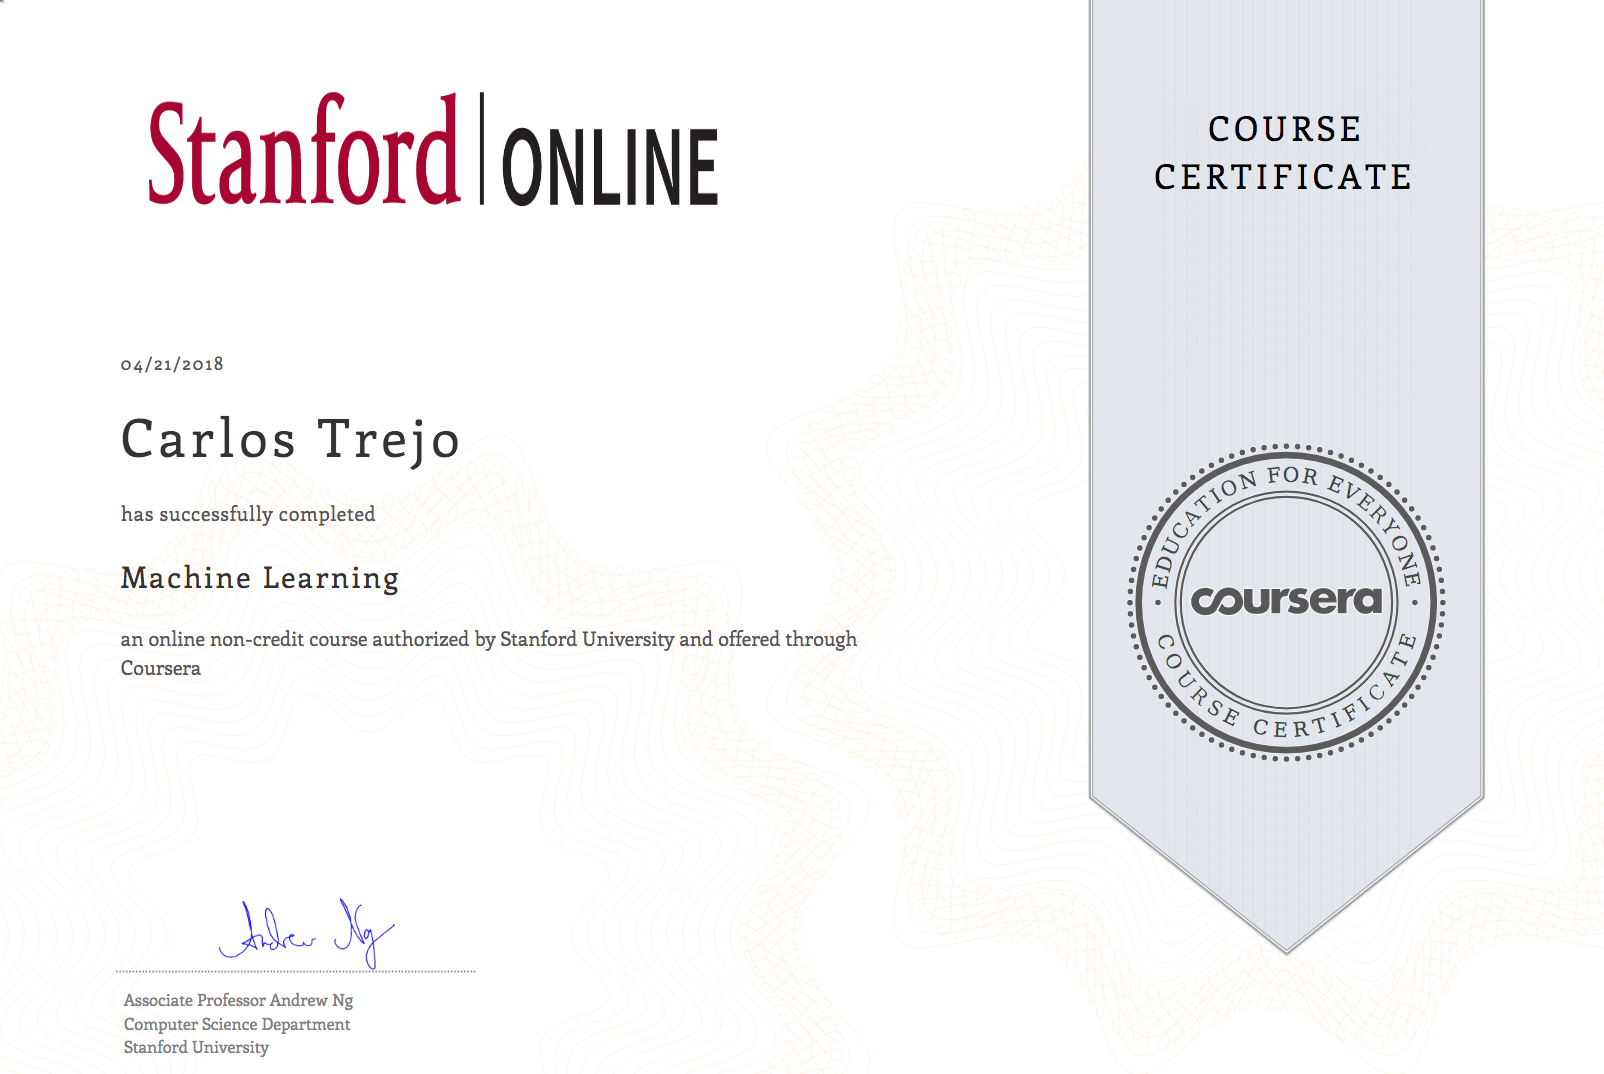 Stanford | ONLINE
COURSE
CERTIFICATE
04/21/2018
Carlos Trejo
has successfully completed
Machine Learning
an online non-credit course authorized by Stanford University and offered through
Coursera
EDUCATION FOR EVERYONE
coursera
COURSE CERTIFICATE
Andrew Ng
Associate Professor Andrew Ng
Computer Science Department
Stanford University